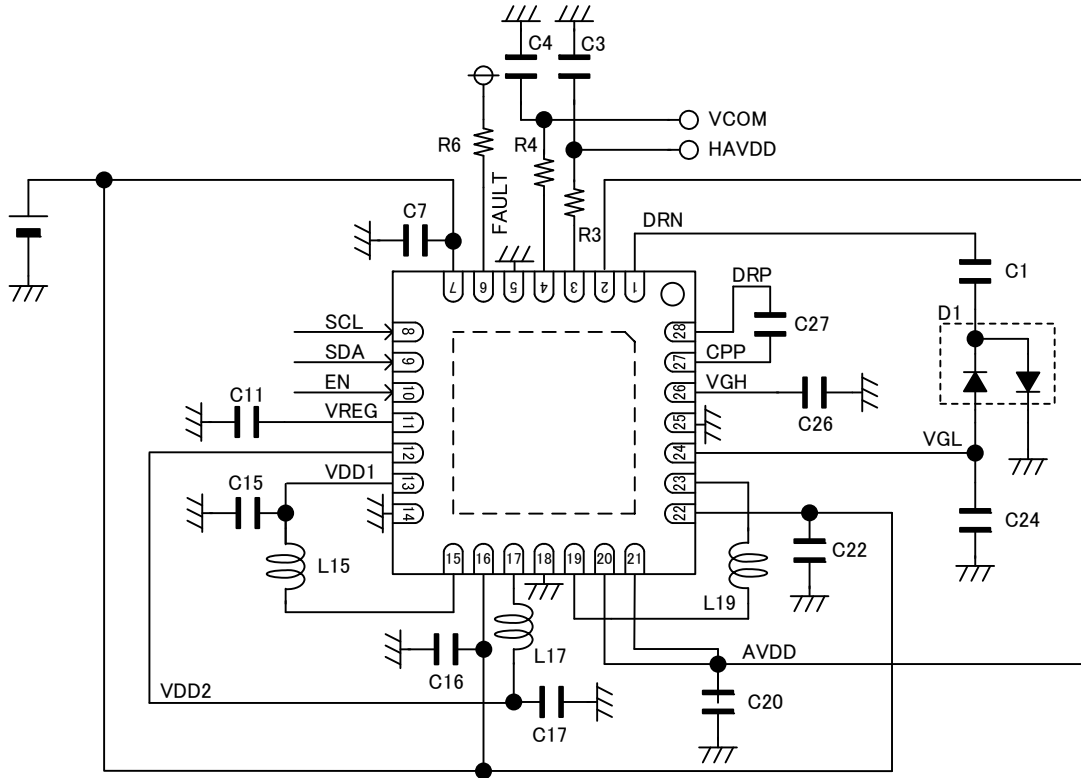 C4
C3
VCOM
HAVDD
R6
R4
R3
FAULT
C7
DRN
C1
DRP
C27
CPP
VGH
C26
D1
VGL
C24
7
6
5
4
3
2
1
SCL
SDA
EN
C11
VREG
VDD1
C15
8
9
10
11
12
13
14
28
27
26
25
24
23
22
15
16
17
18
19
20
21
L15
L19
C22
C16
L17
C17
VDD2
AVDD
C20